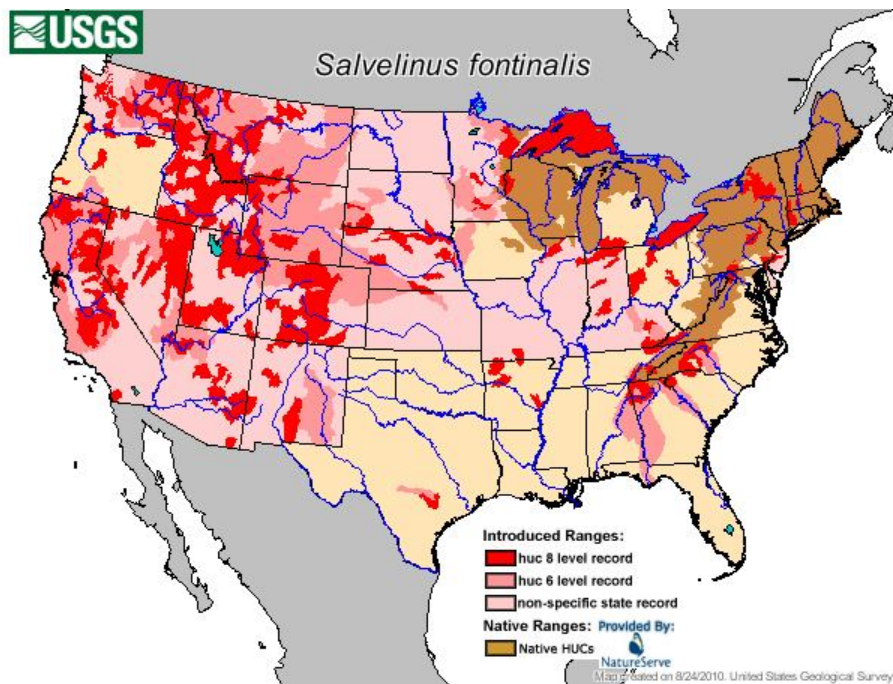 USGS
Salvelinus fontinalis
Introduced Ranges:
huc 8 level record
huc 6 level record
non-specific state record
Native Ranges: Provided By:
Native HUCs
NatureServe
Map created on 8/24/2010. United States Geological Survey